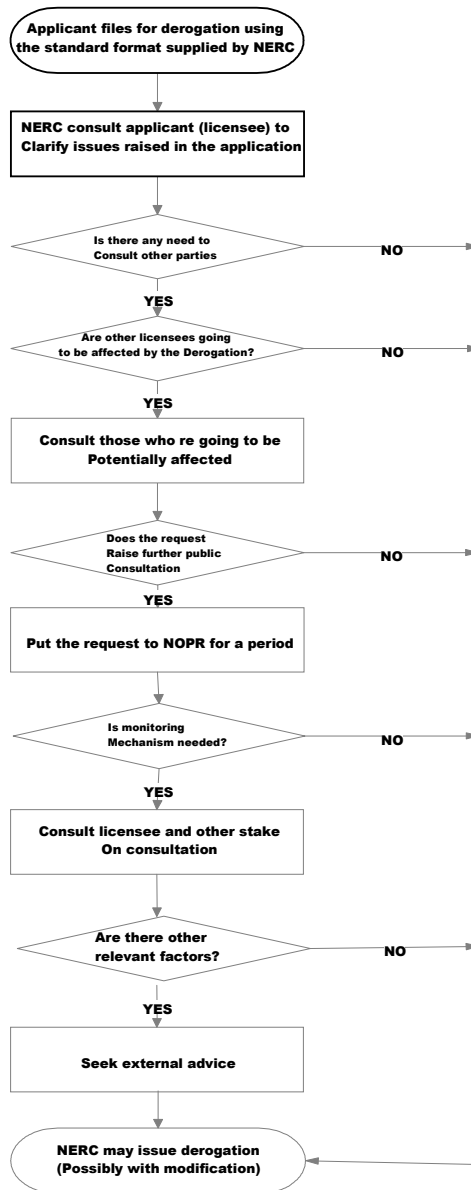 Applicant files for derogation using
the standard format supplied by NERC
NERC consult applicant (licensee) to
Clarify issues raised in the application
Is there any need to
Consult other parties
NO
YES
Are other licensees going
to be affected by the Derogation?
NO
YES
Consult those who re going to be
Potentially affected
Does the request
Raise further public
Consultation
NO
YES
Put the request to NOPR for a period
Is monitoring
Mechanism needed?
NO
YES
Consult licensee and other stake
On consultation
Are there other
relevant factors?
NO
YES
Seek external advice
NERC may issue derogation
(Possibly with modification)